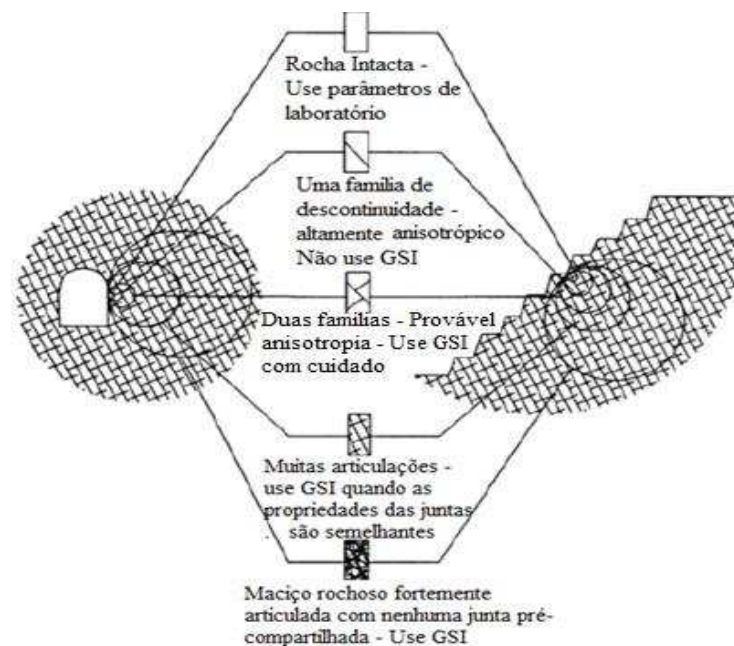 Rocha Intacta -
Use parâmetros de
laboratório
Uma família de
descontinuidade -
altamente anisotrópico
Não use GSI
Duas famílias - Provável
anisotropia - Use GSI
com cuidado
Muitas articulações -
use GSI quando as
propriedades das juntas
. são semelhantes
Maciço rochoso fortemente
articulada com nenhuma junta pré-
compartilhada - Use GSI